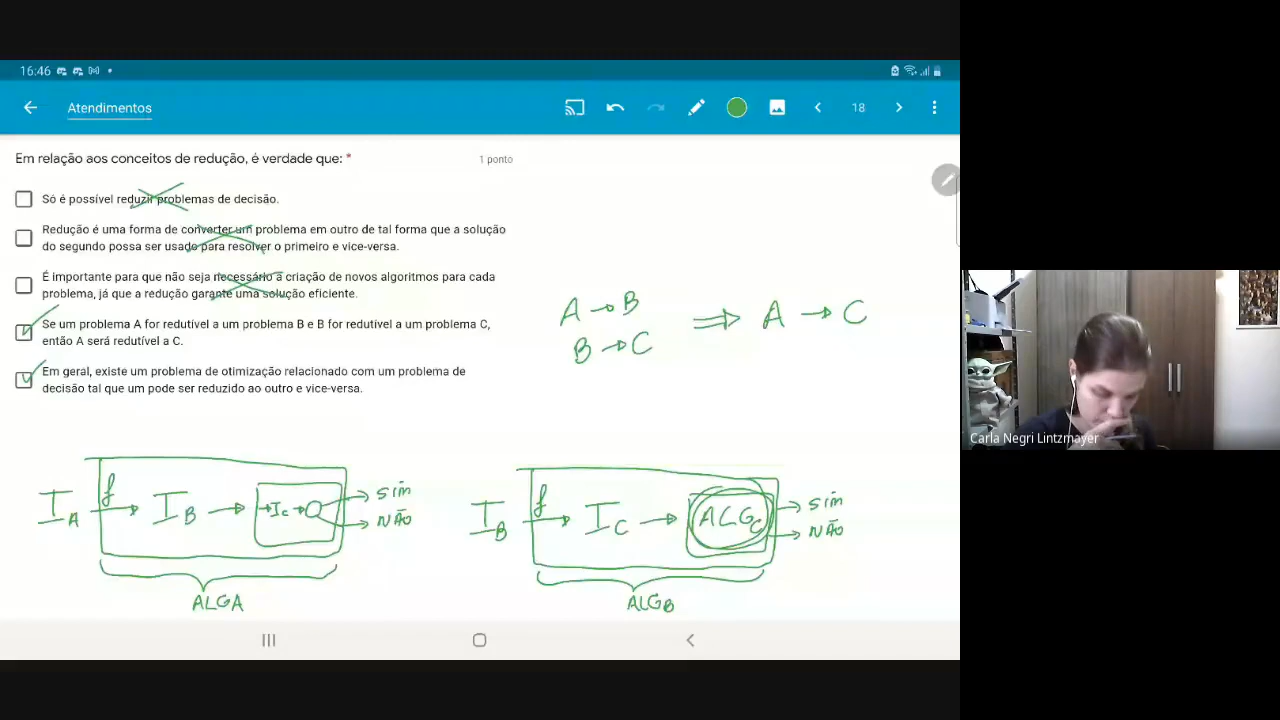 16:46
Atendimentos
18
Em relação aos conceitos de redução, é verdade que: *
1 ponto
Só é possível reduzir problemas de decisão.
Redução é uma forma de converter um problema em outro de tal forma que a solução
do segundo possa ser usado para resolver o primeiro e vice-versa.
É importante para que não seja necessário a criação de novos algoritmos para cada
problema, já que a redução garante uma solução eficiente.
Se um problema A for redutível a um problema B e B for redutível a um problema C,
então A será redutível a C.
Em geral, existe um problema de otimização relacionado com um problema de
decisão tal que um pode ser reduzido ao outro e vice-versa.
A → B
B → C
⇒ A → C
Carla Negri Lintzmayer
I_A f → I_B → → I_C → SIM
NÃO
ALGA
I_B f → I_C → ALG_C SIM
NÃO
ALG_B